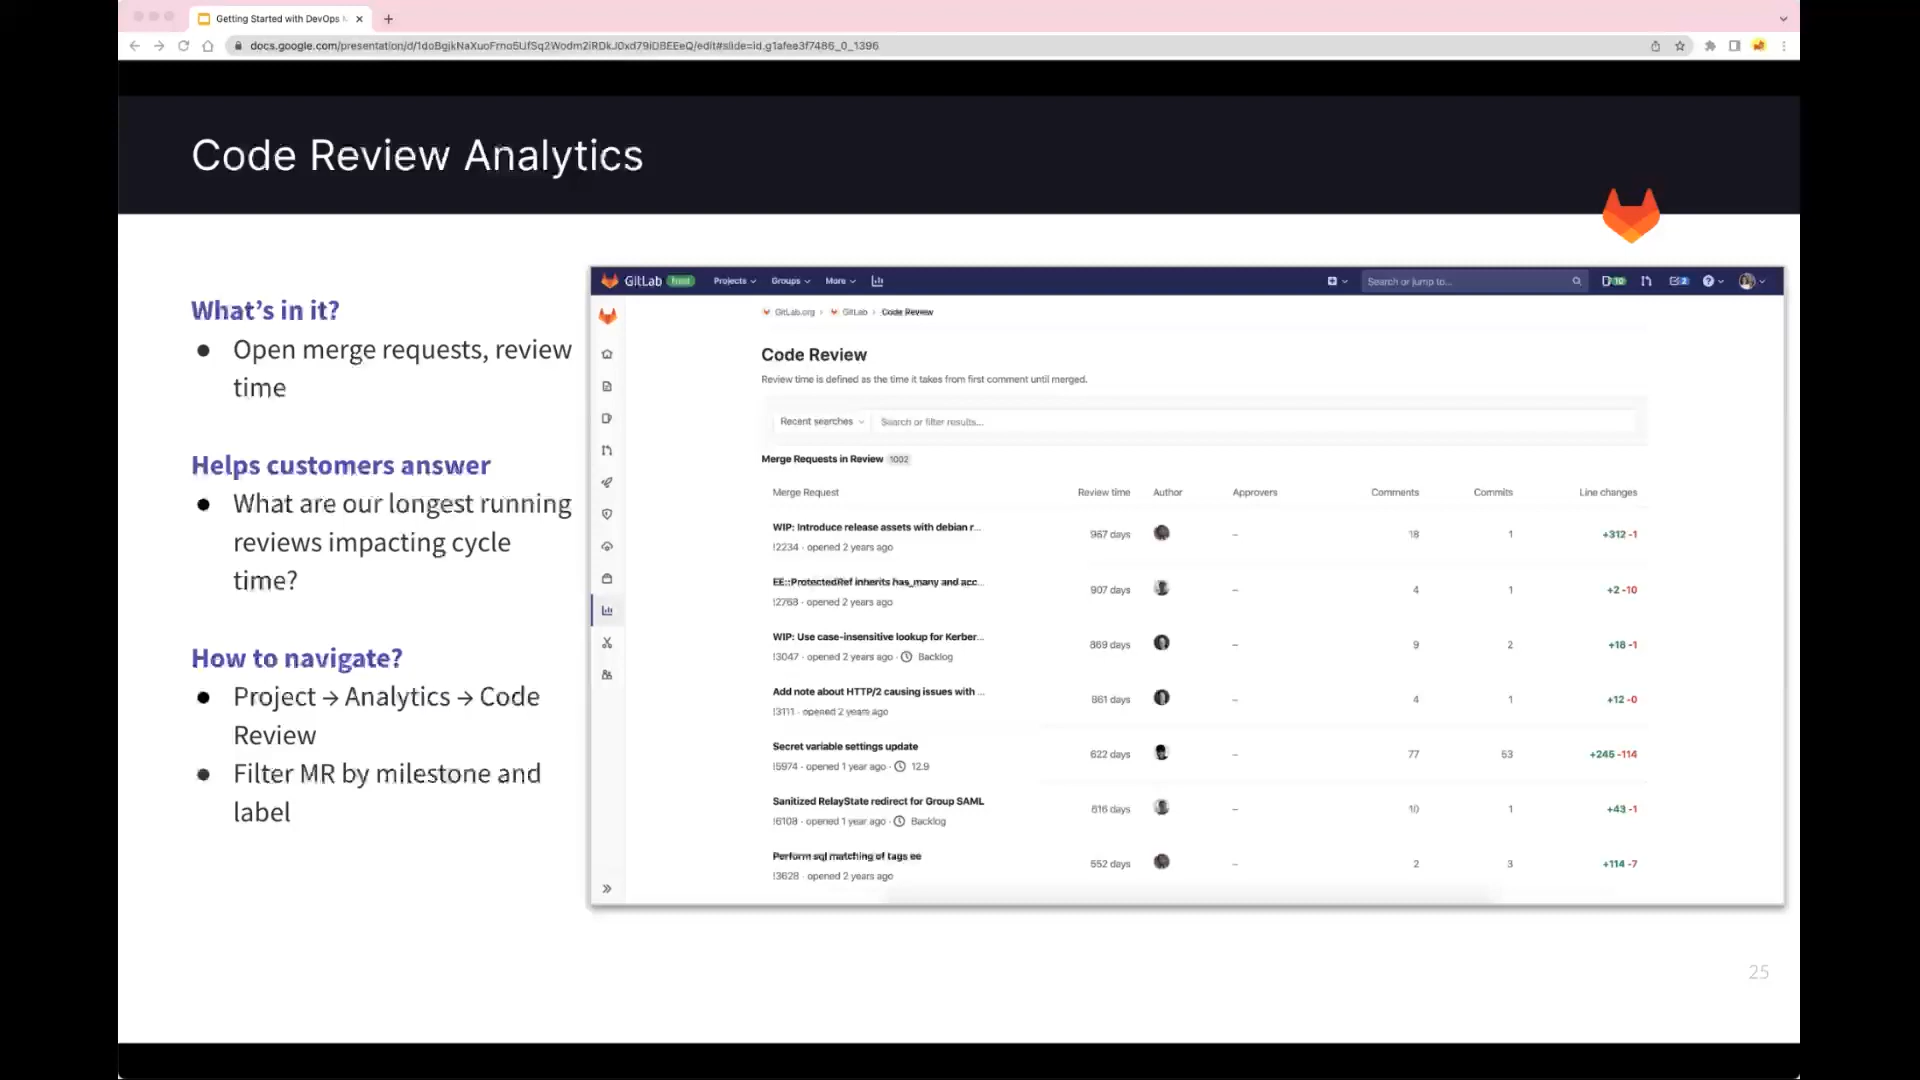 Getting Started with DevOps
docs.google.com/presentation/d/1doBgjkNaXuoFrno5UfSq2Wodm2iRDkJDxd79iDBEEeQ/edit#slide=id.g1afee3f7486_0_1396
Code Review Analytics
What's in it?
● Open merge requests, review
time
Helps customers answer
● What are our longest running
reviews impacting cycle
time?
How to navigate?
● Project → Analytics → Code
Review
● Filter MR by milestone and
label
GitLab Projects Groups More Search or jump to... 10 2
GitLab.org › GitLab › Code Review
Code Review
Review time is defined as the time it takes from first comment until merged.
Recent searches Search or filter results...
Merge Requests in Review 1002
Merge Request Review time Author Approvers Comments Commits Line changes
WIP: Introduce release assets with debian r...
!2234 · opened 2 years ago 967 days – 18 1 +312 -1
EE::ProtectedRef inherits has_many and acc...
!2768 · opened 2 years ago 907 days – 4 1 +2 -10
WIP: Use case-insensitive lookup for Kerber...
!3047 · opened 2 years ago · Backlog 869 days – 9 2 +18 -1
Add note about HTTP/2 causing issues with ...
!3111 · opened 2 years ago 861 days – 4 1 +12 -0
Secret variable settings update
!5974 · opened 1 year ago · 12.9 622 days – 77 53 +245 -114
Sanitized RelayState redirect for Group SAML
!6108 · opened 1 year ago · Backlog 616 days – 10 1 +43 -1
Perform sql matching of tags ee
!3628 · opened 2 years ago 552 days – 2 3 +114 -7
25